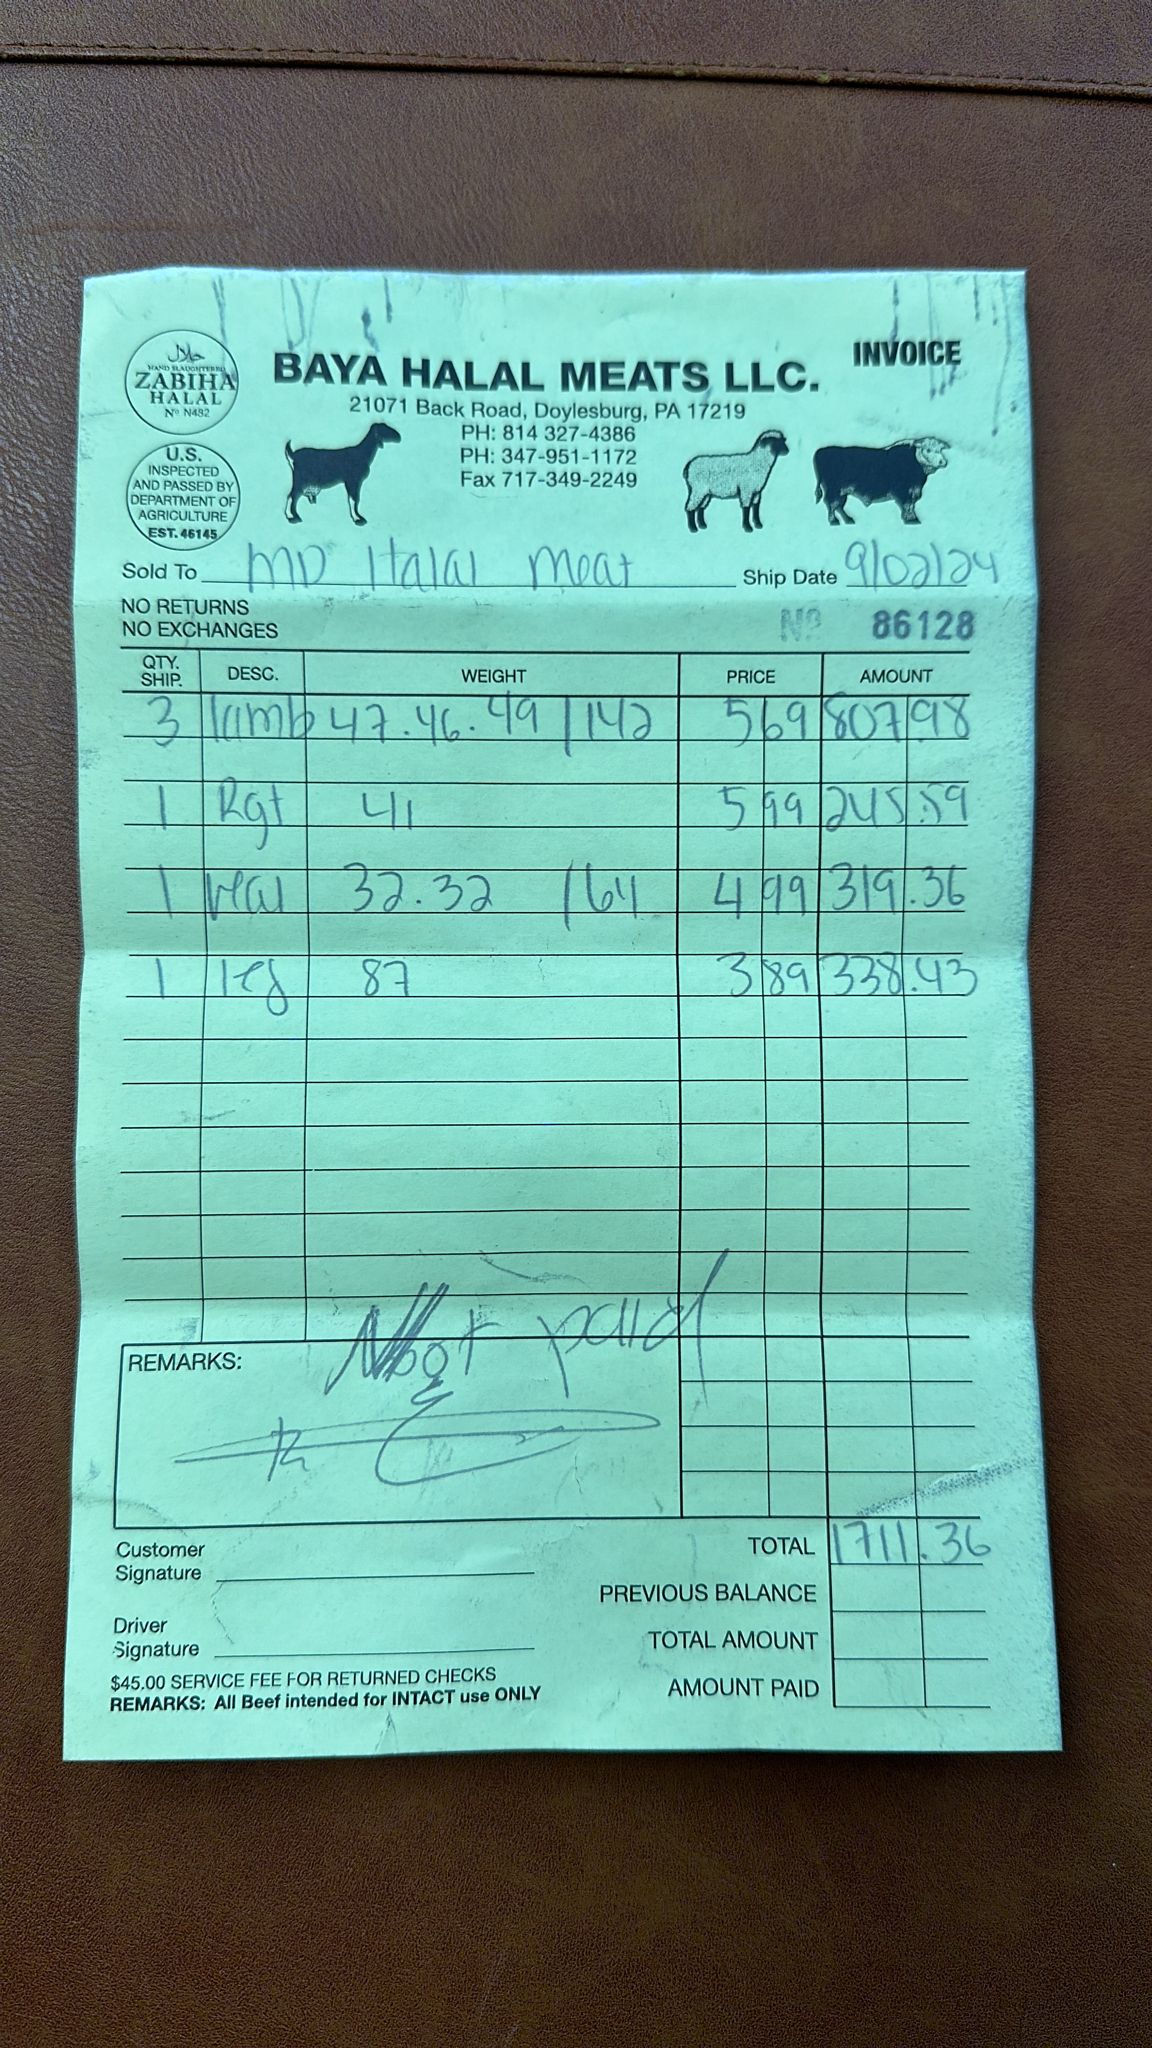 حلال
HAND SLAUGHTERED
ZABIHA
HALAL
Nº N482
INVOICE
BAYA HALAL MEATS LLC.
21071 Back Road, Doylesburg, PA 17219
PH: 814 327-4386
PH: 347-951-1172
Fax 717-349-2249
U.S.
INSPECTED
AND PASSED BY
DEPARTMENT OF
AGRICULTURE
EST. 46145
Sold To MD Halal Meat Ship Date 9/02/24
NO RETURNS
NO EXCHANGES
Nº 86128
QTY. SHIP. DESC. WEIGHT PRICE AMOUNT
3 lamb 47.46.49 /142 5 69 807.98
1 Rgt 41 5 99 245.59
1 veal 32.32 /64 4 99 319.36
1 leg 87 3 89 338.43
Not paid
REMARKS:
TOTAL 1711.36
Customer
Signature
PREVIOUS BALANCE
Driver
Signature
TOTAL AMOUNT
$45.00 SERVICE FEE FOR RETURNED CHECKS
AMOUNT PAID
REMARKS: All Beef intended for INTACT use ONLY